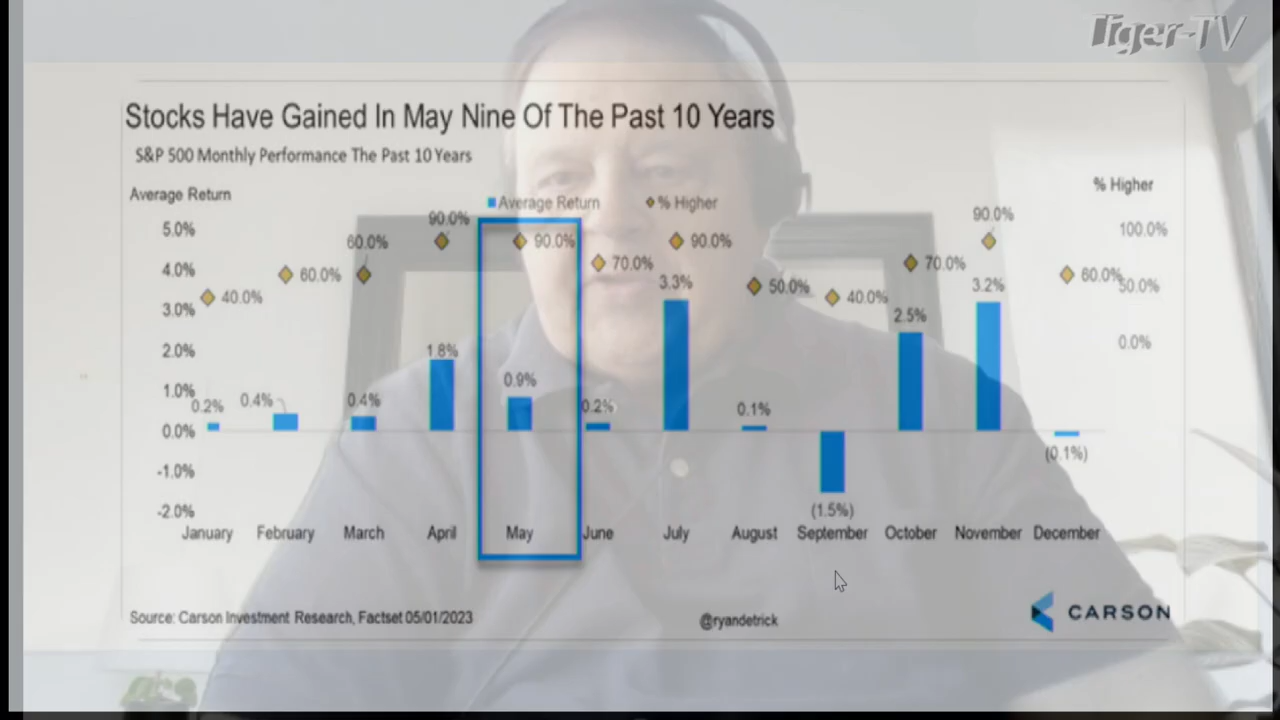 Tiger-TV
Stocks Have Gained In May Nine Of The Past 10 Years
S&P 500 Monthly Performance The Past 10 Years
Average Return
% Higher
Average Return % Higher
5.0%
4.0%
3.0%
2.0%
1.0%
0.0%
-1.0%
-2.0%
100.0%
50.0%
0.0%
40.0% 60.0% 60.0% 90.0% 90.0% 70.0% 90.0% 50.0% 40.0% 70.0% 90.0% 60.0%
0.2% 0.4% 0.4% 1.8% 0.9% 0.2% 3.3% 0.1% (1.5%) 2.5% 3.2% (0.1%)
January February March April May June July August September October November December
Source: Carson Investment Research, Factset 05/01/2023
@ryandetrick
CARSON